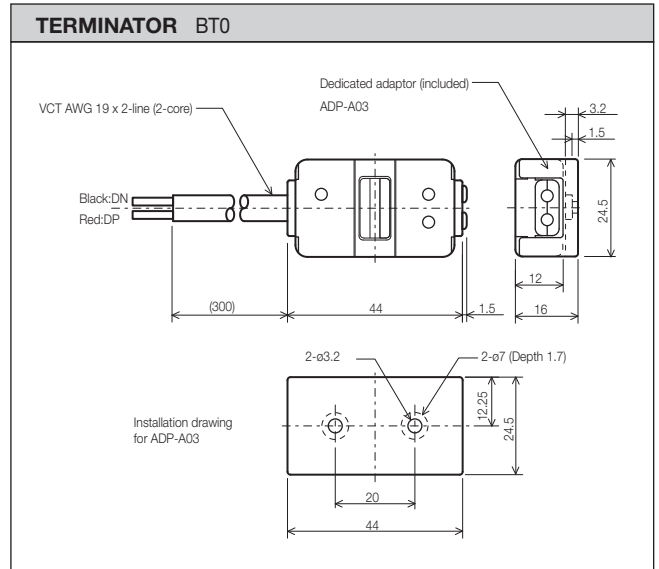 TERMINATOR BT0
Dedicated adaptor (included)
ADP-A03
VCT AWG 19 x 2-line (2-core)
3.2
1.5
Black:DN
Red:DP
24.5
12
16
(300)
44
1.5
2-ø3.2
2-ø7 (Depth 1.7)
Installation drawing
for ADP-A03
12.25
24.5
20
44